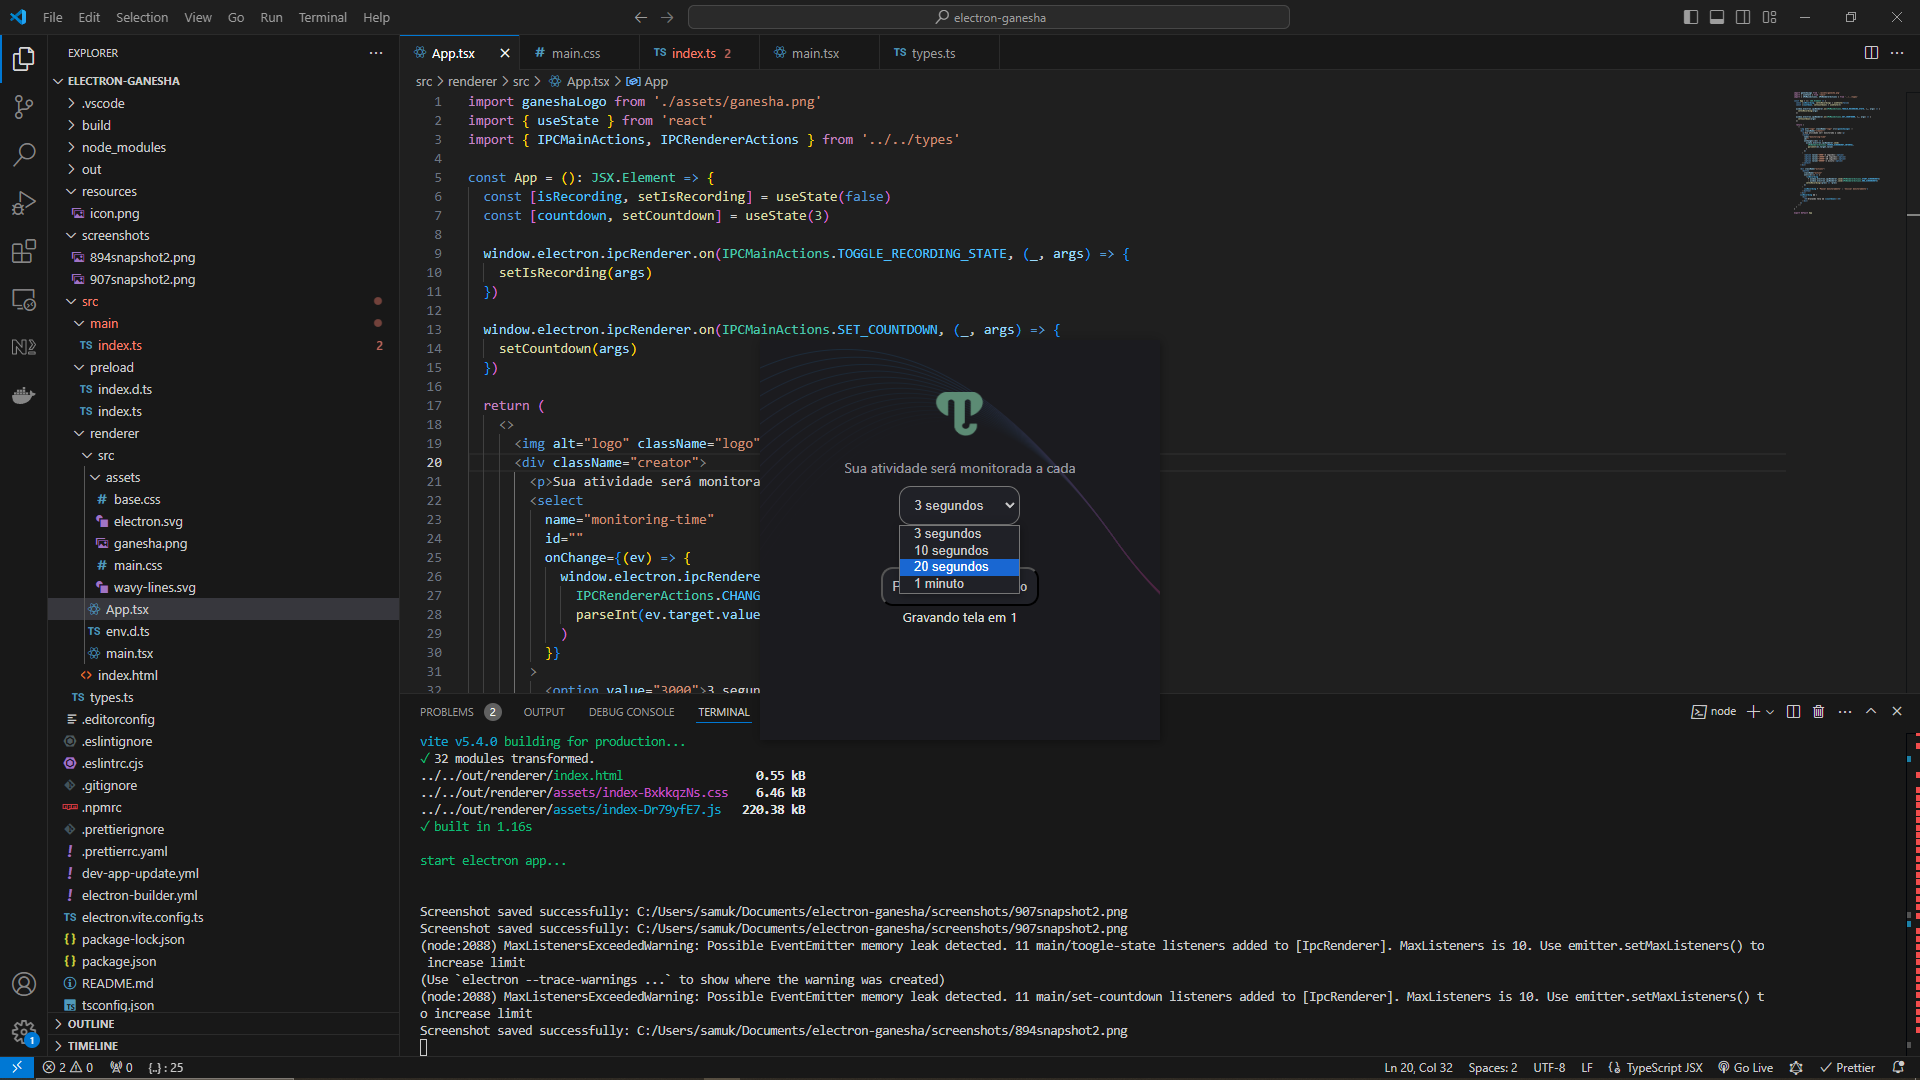 File Edit Selection View Go Run Terminal Help
electron-ganesha
EXPLORER
ELECTRON-GANESHA
.vscode
build
node_modules
out
resources
icon.png
screenshots
894snapshot2.png
907snapshot2.png
src
main
TS index.ts 2
preload
TS index.d.ts
TS index.ts
renderer
src
assets
# base.css
electron.svg
ganesha.png
# main.css
wavy-lines.svg
App.tsx
TS env.d.ts
main.tsx
<> index.html
TS types.ts
.editorconfig
.eslintignore
.eslintrc.cjs
.gitignore
.npmrc
.prettierignore
! .prettierrc.yaml
! dev-app-update.yml
! electron-builder.yml
TS electron.vite.config.ts
{} package-lock.json
{} package.json
README.md
tsconfig.json
OUTLINE
TIMELINE
App.tsx
# main.css
TS index.ts 2
main.tsx
TS types.ts
src > renderer > src > App.tsx > App
1 import ganeshaLogo from './assets/ganesha.png'
2 import { useState } from 'react'
3 import { IPCMainActions, IPCRendererActions } from '../../types'
4
5 const App = (): JSX.Element => {
6 const [isRecording, setIsRecording] = useState(false)
7 const [countdown, setCountdown] = useState(3)
8
9 window.electron.ipcRenderer.on(IPCMainActions.TOGGLE_RECORDING_STATE, (_, args) => {
10 setIsRecording(args)
11 })
12
13 window.electron.ipcRenderer.on(IPCMainActions.SET_COUNTDOWN, (_, args) => {
14 setCountdown(args)
15 })
16
17 return (
18 <>
19 <img alt="logo" className="logo"
20 <div className="creator">
21 <p>Sua atividade será monitora
22 <select
23 name="monitoring-time"
24 id=""
25 onChange={(ev) => {
26 window.electron.ipcRendere
27 IPCRendererActions.CHANG
28 parseInt(ev.target.value
29 )
30 }}
31 >
32 <option value="3000">3 segun
Sua atividade será monitorada a cada
3 segundos
3 segundos
10 segundos
20 segundos
1 minuto
F
o
Gravando tela em 1
PROBLEMS 2 OUTPUT DEBUG CONSOLE TERMINAL
node
vite v5.4.0 building for production...
✓ 32 modules transformed.
../../out/renderer/index.html 0.55 kB
../../out/renderer/assets/index-BxkkqzNs.css 6.46 kB
../../out/renderer/assets/index-Dr79yfE7.js 220.38 kB
✓ built in 1.16s
start electron app...
Screenshot saved successfully: C:/Users/samuk/Documents/electron-ganesha/screenshots/907snapshot2.png
Screenshot saved successfully: C:/Users/samuk/Documents/electron-ganesha/screenshots/907snapshot2.png
(node:2088) MaxListenersExceededWarning: Possible EventEmitter memory leak detected. 11 main/toogle-state listeners added to [IpcRenderer]. MaxListeners is 10. Use emitter.setMaxListeners() to
increase limit
(Use `electron --trace-warnings ...` to show where the warning was created)
(node:2088) MaxListenersExceededWarning: Possible EventEmitter memory leak detected. 11 main/set-countdown listeners added to [IpcRenderer]. MaxListeners is 10. Use emitter.setMaxListeners() t
o increase limit
Screenshot saved successfully: C:/Users/samuk/Documents/electron-ganesha/screenshots/894snapshot2.png
1
2 0 0 {..} : 25
Ln 20, Col 32 Spaces: 2 UTF-8 LF TypeScript JSX Go Live Prettier